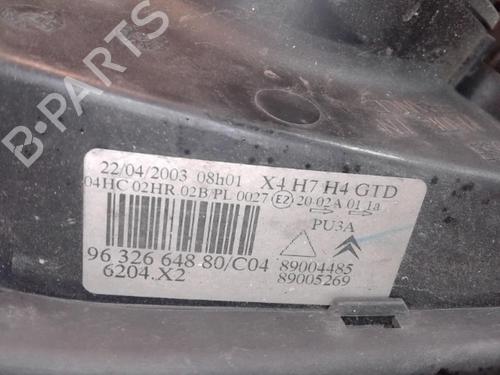 B-PARTS
22/04/2003 08h01 X4 H7 H4 GTD
04HC 02HR 02B/PL 0027 E2 20 02A 01 1a
PU3A
96 326 648 80/C04
6204.X2
89004485
89005269